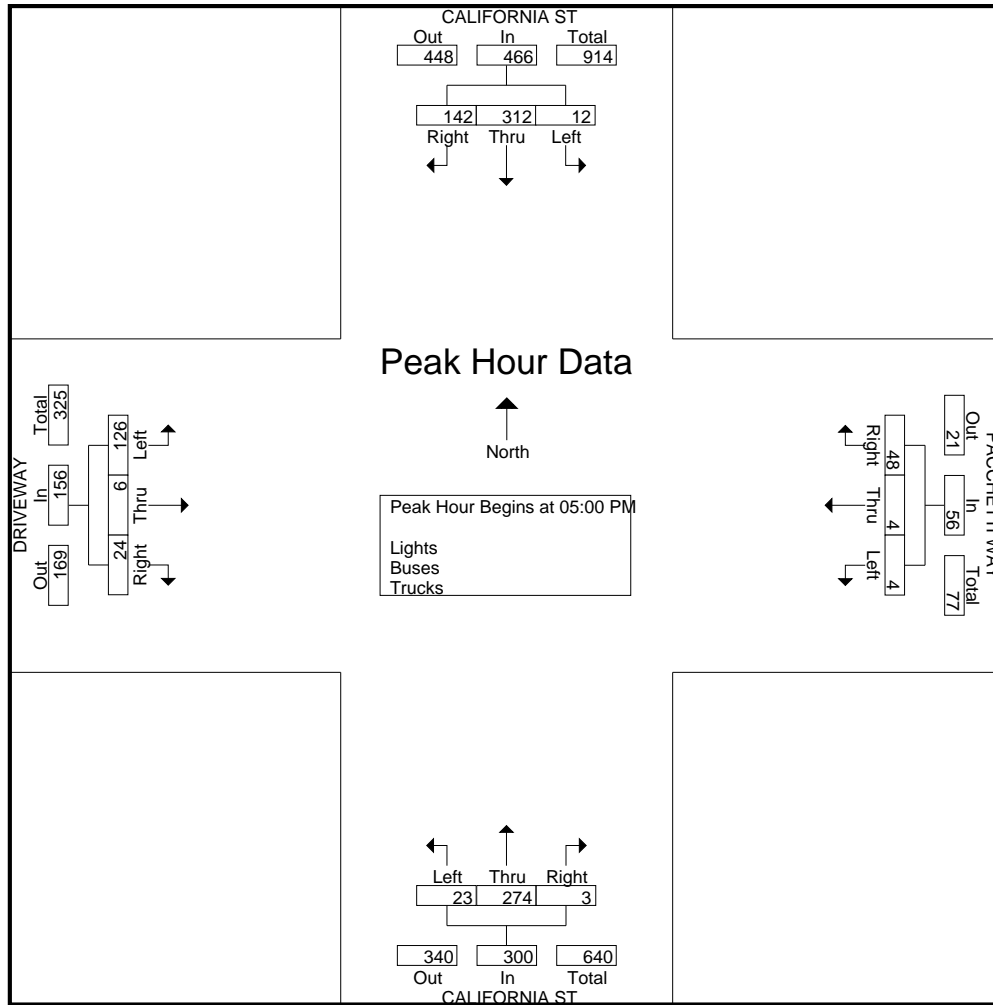 CALIFORNIA ST
Out In Total
448 466 914
142 312 12
Right Thru Left
Peak Hour Data
North
Peak Hour Begins at 05:00 PM
Lights
Buses
Trucks
DRIVEWAY
Out In Total
169 156 325
24 6 126
Right Thru Left
PACCHETTI WAY
Out In Total
21 56 77
48 4 4
Right Thru Left
Left Thru Right
23 274 3
340 300 640
Out In Total
CALIFORNIA ST